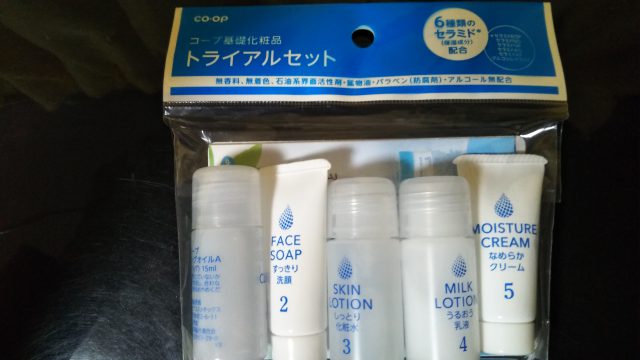 co·op
コープ基礎化粧品
トライアルセット
6種類の
セラミド*
(保湿成分)
配合
無香料、無着色、石油系界面活性剤・鉱物油・パラベン(防腐剤)・アルコール無配合
オイルA
15ml
FACE
SOAP
すっきり
洗顔
2
SKIN
LOTION
しっとり
化粧水
3
MILK
LOTION
うるおう
乳液
4
MOISTURE
CREAM
なめらか
クリーム
5